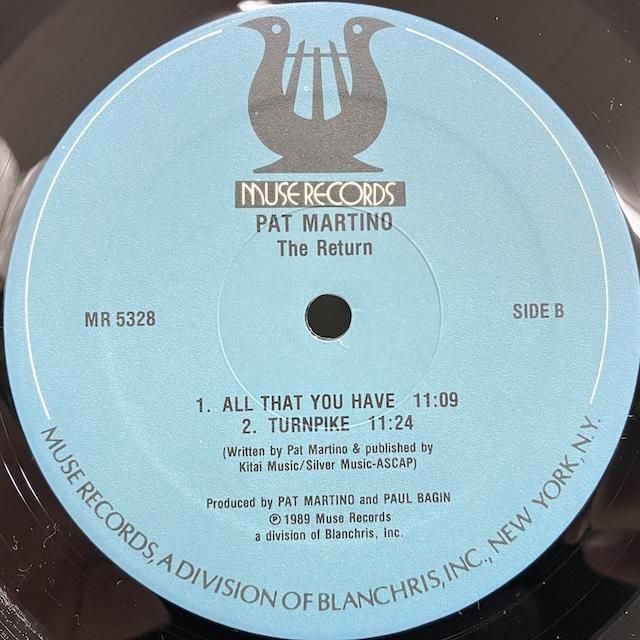 MUSE RECORDS
PAT MARTINO
The Return
MR 5328
SIDE B
1. ALL THAT YOU HAVE 11:09
2. TURNPIKE 11:24
(Written by Pat Martino & published by
Kitai Music/Silver Music-ASCAP)
Produced by PAT MARTINO and PAUL BAGIN
℗ 1989 Muse Records
a division of Blanchris, Inc.
MUSE RECORDS, A DIVISION OF BLANCHRIS, INC., NEW YORK, N.Y.